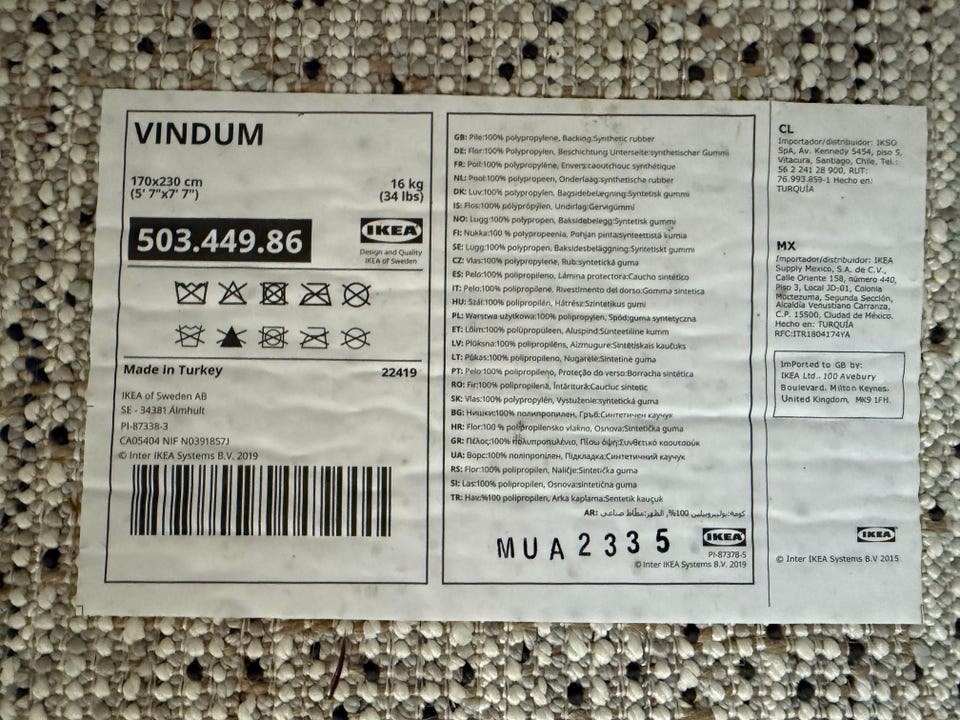 VINDUM
170x230 cm
(5' 7"x7' 7")
16 kg
(34 lbs)
503.449.86
IKEA
Design and Quality
IKEA of Sweden
Made in Turkey
22419
IKEA of Sweden AB
SE - 34381 Älmhult
PI-87338-3
CA05404 NIF N0391857J
© Inter IKEA Systems B.V. 2019
GB: Pile:100% polypropylene, Backing:Synthetic rubber
DE: Flor:100% Polypropylen, Beschichtung Unterseite:synthetischer Gummi
FR: Poil:100% polypropylène, Envers:caoutchouc synthétique
NL: Pool:100% polypropeen, Onderlaag:synthetische rubber
DK: Luv:100% polypropylen, Bagsidebelægning:Syntetisk gummi
IS: Flos:100% pólýprópýlen, Undirlag:Gervigúmmí
NO: Lugg:100% polypropen, Baksidebelegg:Syntetisk gummi
FI: Nukka:100 % polypropeenia, Pohjan pinta:synteettistä kumia
SE: Lugg:100% polypropen, Baksidesbeläggning:Syntetiskt gummi
CZ: Vlas:100% polypropylene, Rub:syntetická guma
ES: Pelo:100% polipropileno, Lámina protectora:Caucho sintético
IT: Pelo:100% polipropilene, Rivestimento del dorso:Gomma sintetica
HU: Szál:100% polipropilén, Hátrész:Szintetikus gumi
PL: Warstwa użytkowa:100% polipropylen, Spód:guma syntetyczna
ET: Lõim:100% polüpropüleen, Aluspind:Sünteetiline kumm
LV: Plūksna:100% polipropilēns, Aizmugure:Sintētiskais kaučuks
LT: Pūkas:100% polipropileno, Nugarėlė:Sintetinė guma
PT: Pelo:100% polipropileno, Proteção do verso:Borracha sintética
RO: Fir:100% polipropilenă, Întăritură:Cauciuc sintetic
SK: Vlas:100% polypropylén, Vystuženie:syntetická guma
BG: Нишки:100% полипропилен, Гръб:Синтетичен каучук
HR: Flor:100 % polipropilensko vlakno, Osnova:Sintetička guma
GR: Πέλος:100% πολυπροπυλένιο, Πίσω όψη:Συνθετικό καουτσούκ
UA: Ворс:100% поліпропілен, Підкладка:Синтетичний каучук
RS: Flor:100% polipropilen, Naličje:Sintetička guma
SI: Las:100% polipropilen, Osnova:sintetična guma
TR: Hav:%100 polipropilen, Arka kaplama:Sentetik kauçuk
AR: كومة:بوليبروبيلين 100%, الظهر:مطاط صناعي
MUA 2335
IKEA
PI-87378-5
© Inter IKEA Systems B.V. 2019
CL
Importador/distribuidor: IKSO
SpA, Av. Kennedy 5454, piso 5,
Vitacura, Santiago, Chile, Tel.:
56 2 241 28 900, RUT:
76.993.859-1 Hecho en:
TURQUÍA
MX
Importador/distribuidor: IKEA
Supply Mexico, S.A. de C.V.,
Calle Oriente 158, número 440,
Piso 3, Local JD-01, Colonia
Moctezuma, Segunda Sección,
Alcaldía Venustiano Carranza,
C.P. 15500, Ciudad de México.
Hecho en: TURQUÍA
RFC:ITR1804174YA
ImPorted to GB by:
IKEA Ltd., 100 Avebury
Boulevard, Milton Keynes,
United Kingdom, MK9 1FH.
IKEA
© Inter IKEA Systems B.V 2015